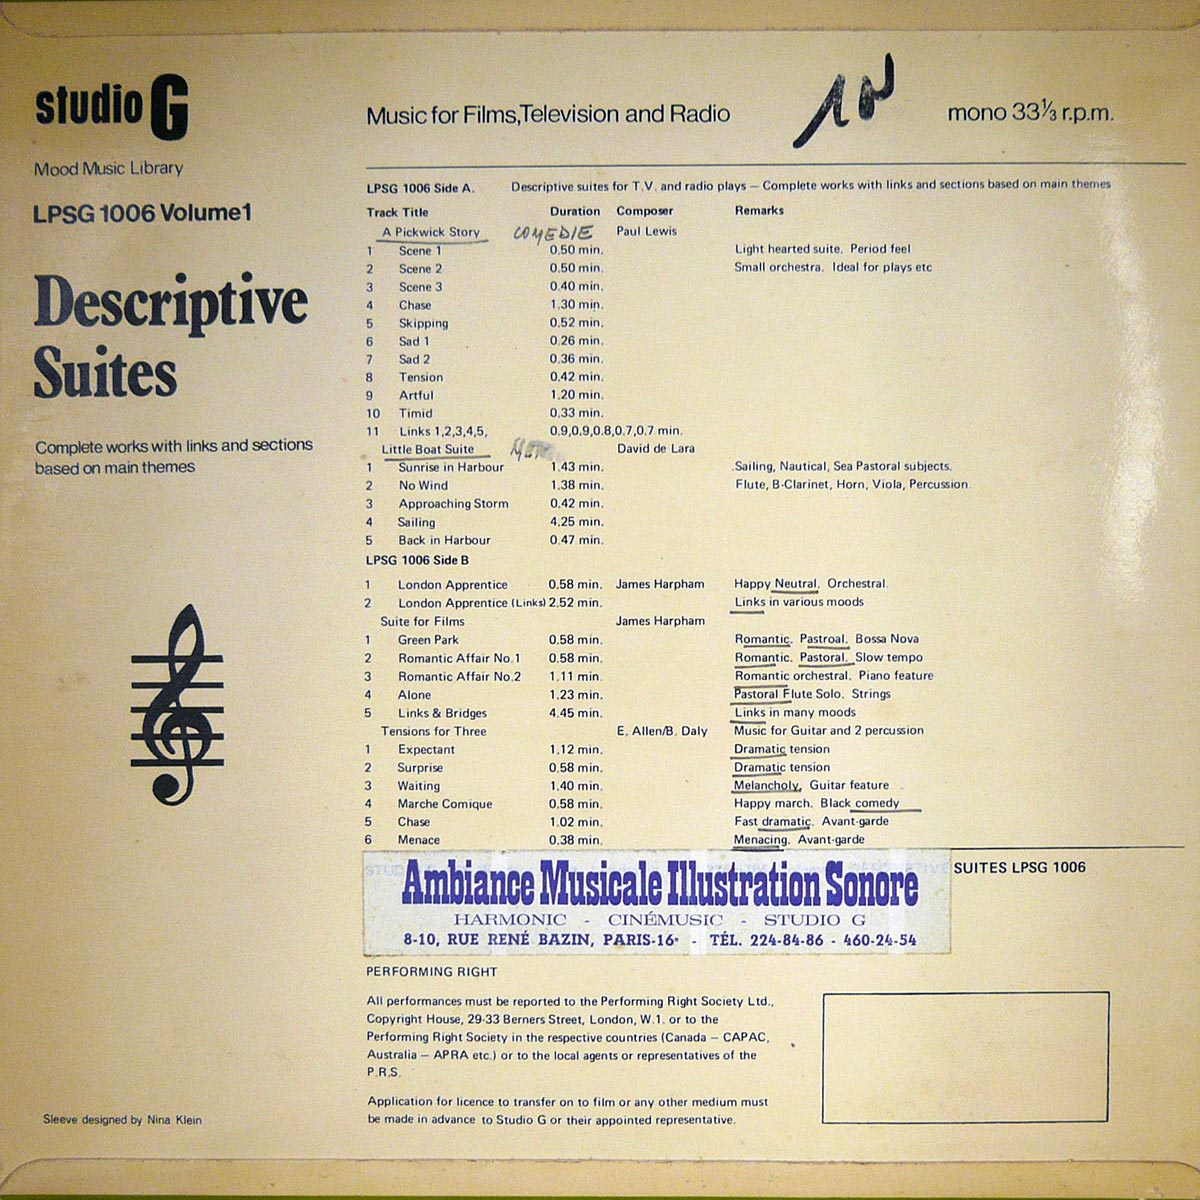 studio G
Mood Music Library
LPSG 1006 Volume1
Descriptive
Suites
Complete works with links and sections
based on main themes
Sleeve designed by Nina Klein
Music for Films,Television and Radio
mono 33⅓ r.p.m.
LPSG 1006 Side A. Descriptive suites for T.V. and radio plays – Complete works with links and sections based on main themes
Track Title Duration Composer Remarks
A Pickwick Story COMEDIE Paul Lewis
1 Scene 1 0.50 min. Light hearted suite. Period feel
2 Scene 2 0.50 min. Small orchestra. Ideal for plays etc
3 Scene 3 0.40 min.
4 Chase 1.30 min.
5 Skipping 0.52 min.
6 Sad 1 0.26 min.
7 Sad 2 0.36 min.
8 Tension 0.42 min.
9 Artful 1.20 min.
10 Timid 0.33 min.
11 Links 1,2,3,4,5, 0.9,0.9,0.8,0.7,0.7 min.
Little Boat Suite David de Lara
1 Sunrise in Harbour 1.43 min. Sailing, Nautical, Sea Pastoral subjects.
2 No Wind 1.38 min. Flute, B-Clarinet, Horn, Viola, Percussion
3 Approaching Storm 0.42 min.
4 Sailing 4.25 min.
5 Back in Harbour 0.47 min.
LPSG 1006 Side B
1 London Apprentice 0.58 min. James Harpham Happy Neutral. Orchestral.
2 London Apprentice (Links) 2.52 min. Links in various moods
Suite for Films James Harpham
1 Green Park 0.58 min. Romantic. Pastroal. Bossa Nova
2 Romantic Affair No.1 0.58 min. Romantic. Pastoral. Slow tempo
3 Romantic Affair No.2 1.11 min. Romantic orchestral. Piano feature
4 Alone 1.23 min. Pastoral Flute Solo. Strings
5 Links & Bridges 4.45 min. Links in many moods
Tensions for Three E. Allen/B. Daly Music for Guitar and 2 percussion
1 Expectant 1.12 min. Dramatic tension
2 Surprise 0.58 min. Dramatic tension
3 Waiting 1.40 min. Melancholy. Guitar feature
4 Marche Comique 0.58 min. Happy march. Black comedy
5 Chase 1.02 min. Fast dramatic. Avant-garde
6 Menace 0.38 min. Menacing. Avant-garde
SUITES LPSG 1006
Ambiance Musicale Illustration Sonore
HARMONIC - CINÉMUSIC - STUDIO G
8-10, RUE RENÉ BAZIN, PARIS-16e - TÉL. 224-84-86 - 460-24-54
PERFORMING RIGHT
All performances must be reported to the Performing Right Society Ltd.,
Copyright House, 29-33 Berners Street, London, W.1. or to the
Performing Right Society in the respective countries (Canada – CAPAC,
Australia – APRA etc.) or to the local agents or representatives of the
P.R.S.
Application for licence to transfer on to film or any other medium must
be made in advance to Studio G or their appointed representative.